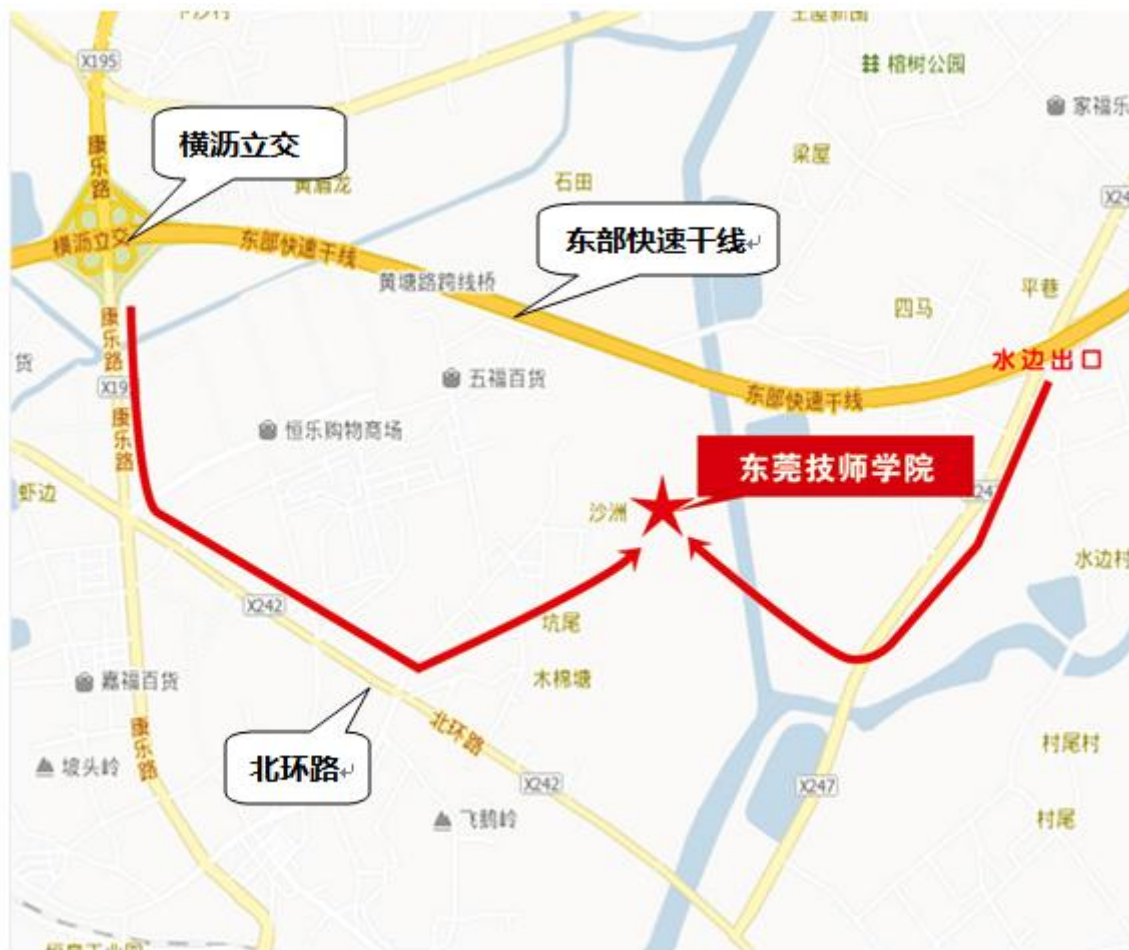 X195
榕树公园
家福乐
康乐路
横沥立交
梁屋
石田
X24
横沥立交
东部快速干线
东部快速干线
黄塘路跨线桥
平巷
四马
康乐路
水边出口
货
X19
五福百货
东部快速干线
康乐路
恒乐购物商场
东莞技师学院
虾边
沙洲
X24
水边村
X242
坑尾
嘉福百货
木棉塘
北环路
康乐路
村尾村
坡头岭
北环路
X242
X247
飞鹅岭
村尾